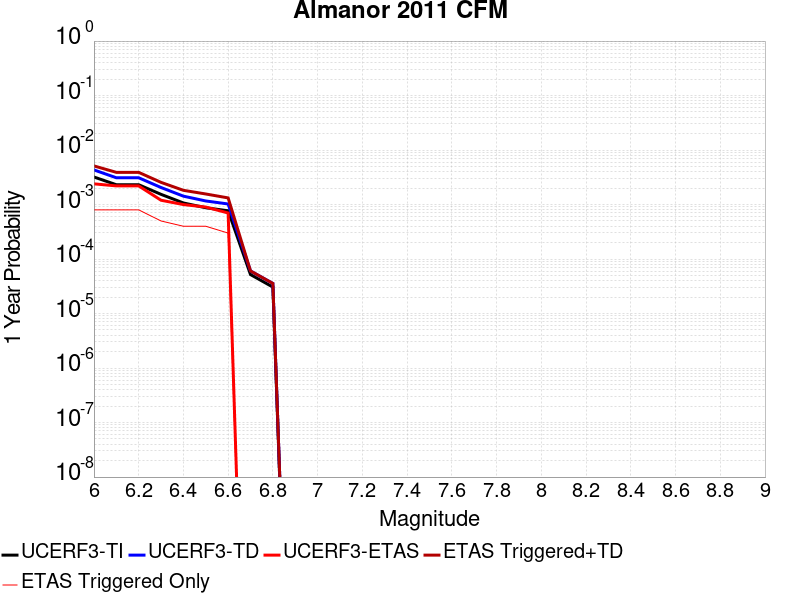 Almanor 2011 CFM
10^0
10^-1
10^-2
10^-3
10^-4
10^-5
10^-6
10^-7
10^-8
1 Year Probability
6 6.2 6.4 6.6 6.8 7 7.2 7.4 7.6 7.8 8 8.2 8.4 8.6 8.8 9
Magnitude
UCERF3-TI UCERF3-TD UCERF3-ETAS ETAS Triggered+TD
ETAS Triggered Only